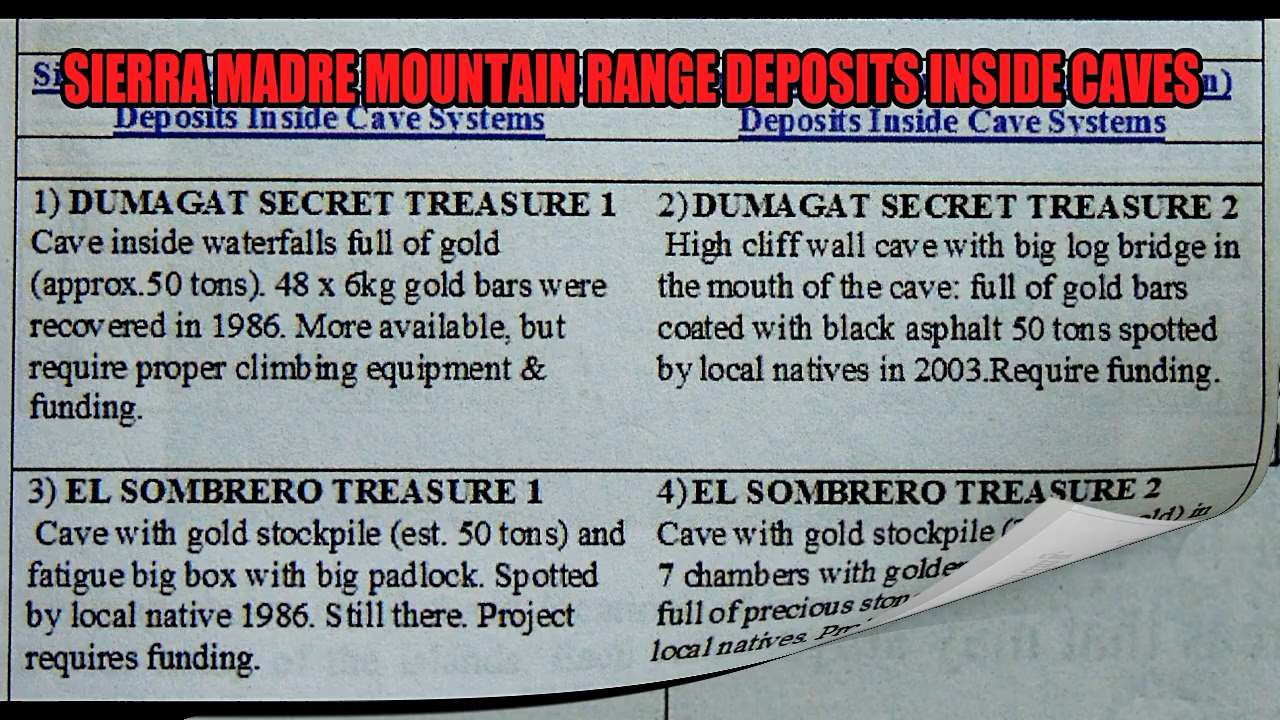 SIERRA MADRE MOUNTAIN RANGE DEPOSITS INSIDE CAVES
Deposits Inside Cave Systems
Deposits Inside Cave Systems
1) DUMAGAT SECRET TREASURE 1
Cave inside waterfalls full of gold
(approx.50 tons). 48 x 6kg gold bars were
recovered in 1986. More available, but
require proper climbing equipment &
funding.
2)DUMAGAT SECRET TREASURE 2
High cliff wall cave with big log bridge in
the mouth of the cave: full of gold bars
coated with black asphalt 50 tons spotted
by local natives in 2003.Require funding.
3) EL SOMBRERO TREASURE 1
Cave with gold stockpile (est. 50 tons) and
fatigue big box with big padlock. Spotted
by local native 1986. Still there. Project
requires funding.
4)EL SOMBRERO TREASURE 2
Cave with gold stockpile in
7 chambers with
full of precious
local natives.